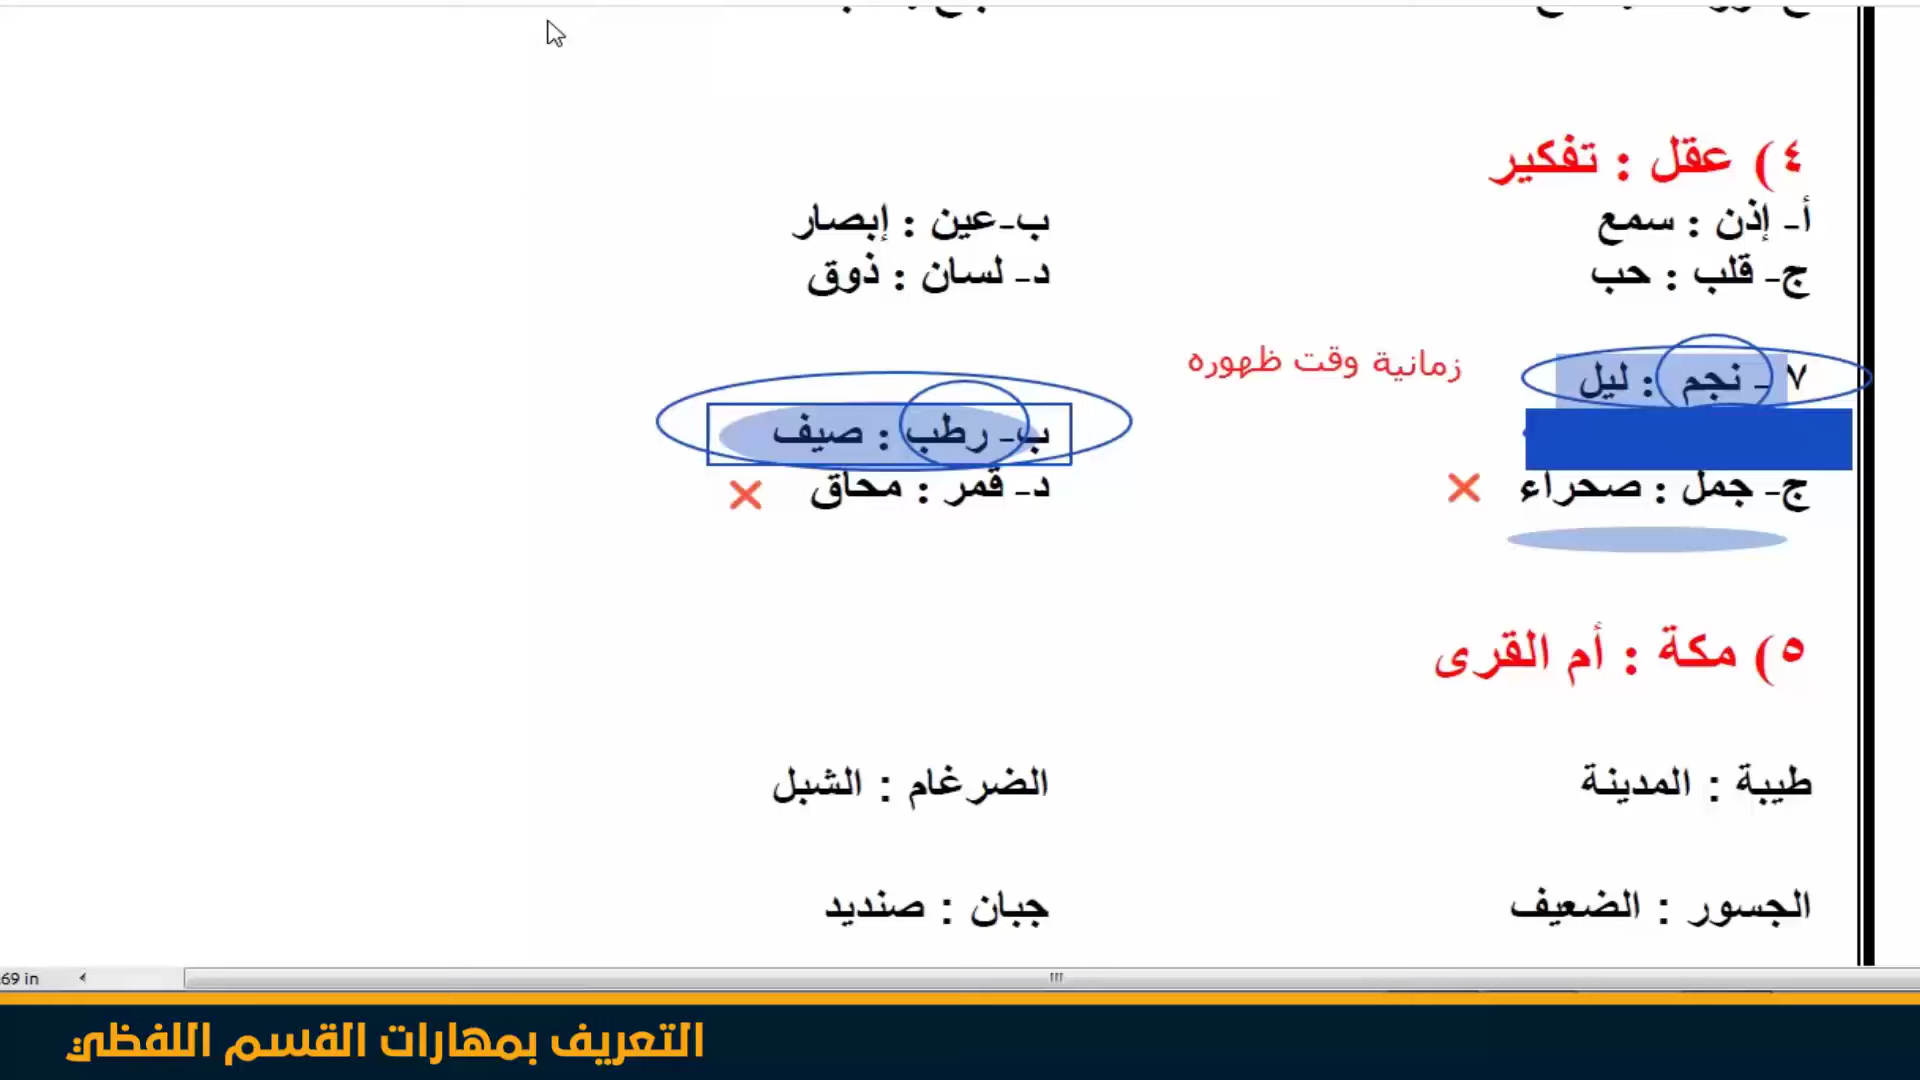 ٤) عقل : تفكير
أ- إذن : سمع ب-عين : إبصار
ج- قلب : حب د- لسان : ذوق
٧ - نجم : ليل زمانية وقت ظهوره
ب- رطب : صيف
ج- جمل : صحراء د- قمر : محاق
٥) مكة : أم القرى
طيبة : المدينة الضرغام : الشبل
الجسور : الضعيف جبان : صنديد
69 in
التعريف بمهارات القسم اللفظي